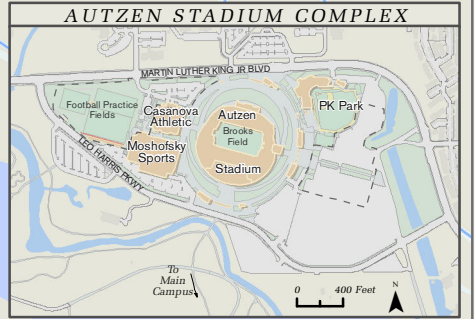 AUTZEN STADIUM COMPLEX
MARTIN LUTHER KING JR BLVD
Football Practice
Fields
Casanova
Athletic
Autzen
PK Park
Brooks
Field
Moshofsky
Sports
Stadium
LEO HARRIS PKWY
To
Main
Campus
0 400 Feet
N